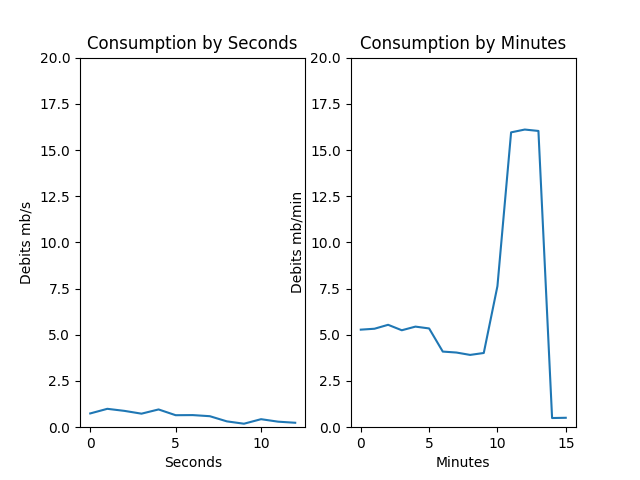 Consumption by Seconds
20.0
17.5
15.0
12.5
10.0
7.5
5.0
2.5
0.0
Debits mb/s
0 5 10
Seconds
Consumption by Minutes
20.0
17.5
15.0
12.5
10.0
7.5
5.0
2.5
0.0
Debits mb/min
0 5 10 15
Minutes